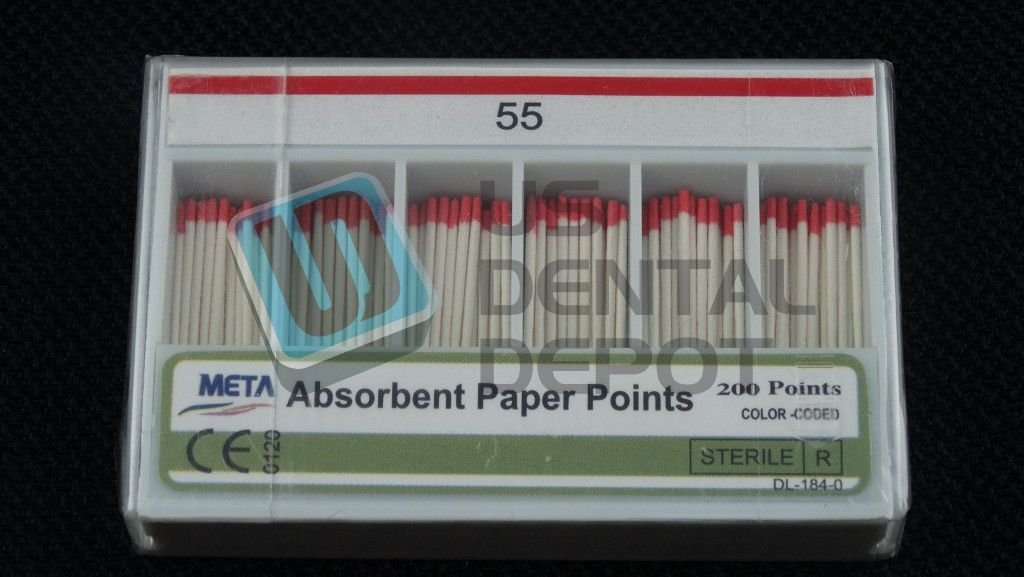 55
US
DENTAL
DEPOT
META
Absorbent Paper Points
200 Points
COLOR-CODED
CE
0120
STERILE R
DL-184-0